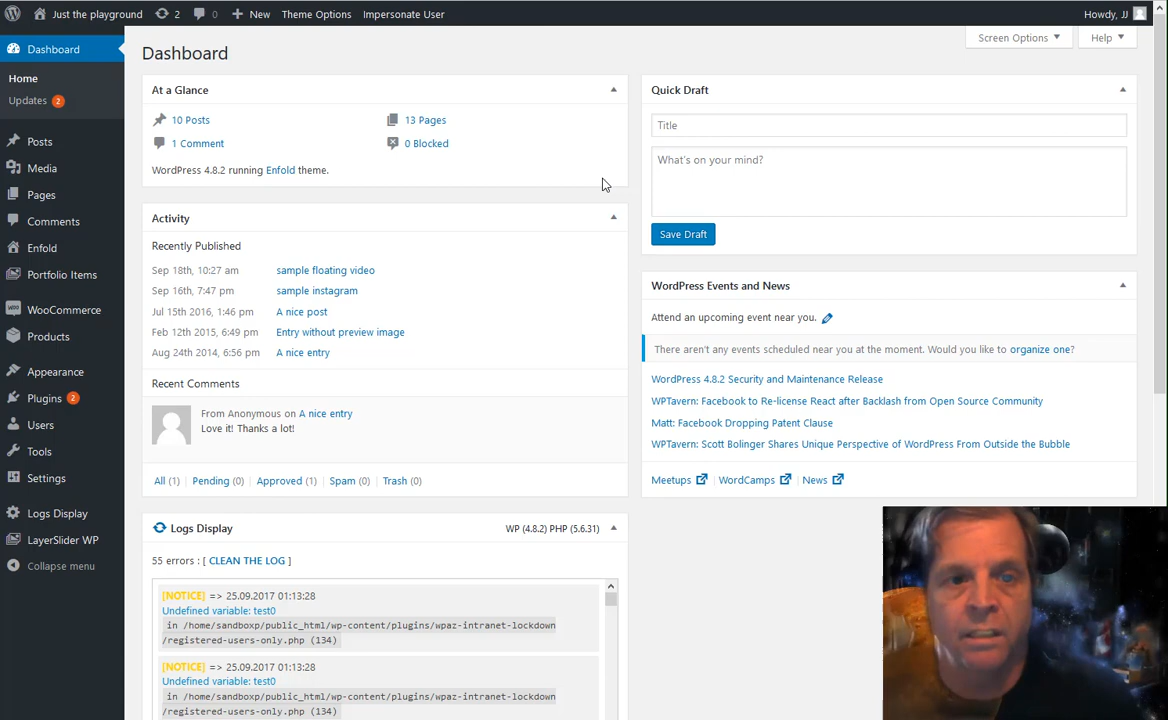 Just the playground
2
0
New
Theme Options
Impersonate User
Howdy, JJ
Dashboard
Home
Updates 2
Posts
Media
Pages
Comments
Enfold
Portfolio Items
WooCommerce
Products
Appearance
Plugins 2
Users
Tools
Settings
Logs Display
LayerSlider WP
Collapse menu
Screen Options
Help
Dashboard
At a Glance
10 Posts
13 Pages
1 Comment
0 Blocked
WordPress 4.8.2 running Enfold theme.
Activity
Recently Published
Sep 18th, 10:27 am sample floating video
Sep 16th, 7:47 pm sample instagram
Jul 15th 2016, 1:46 pm A nice post
Feb 12th 2015, 6:49 pm Entry without preview image
Aug 24th 2014, 6:56 pm A nice entry
Recent Comments
From Anonymous on A nice entry
Love it! Thanks a lot!
All (1) | Pending (0) | Approved (1) | Spam (0) | Trash (0)
Logs Display
WP (4.8.2) PHP (5.6.31)
55 errors : [ CLEAN THE LOG ]
[NOTICE] => 25.09.2017 01:13:28
Undefined variable: test0
in /home/sandboxp/public_html/wp-content/plugins/wpaz-intranet-lockdown
/registered-users-only.php (134)
[NOTICE] => 25.09.2017 01:13:28
Undefined variable: test0
in /home/sandboxp/public_html/wp-content/plugins/wpaz-intranet-lockdown
/registered-users-only.php (134)
Quick Draft
Title
What's on your mind?
Save Draft
WordPress Events and News
Attend an upcoming event near you.
There aren't any events scheduled near you at the moment. Would you like to organize one?
WordPress 4.8.2 Security and Maintenance Release
WPTavern: Facebook to Re-license React after Backlash from Open Source Community
Matt: Facebook Dropping Patent Clause
WPTavern: Scott Bolinger Shares Unique Perspective of WordPress From Outside the Bubble
Meetups | WordCamps | News